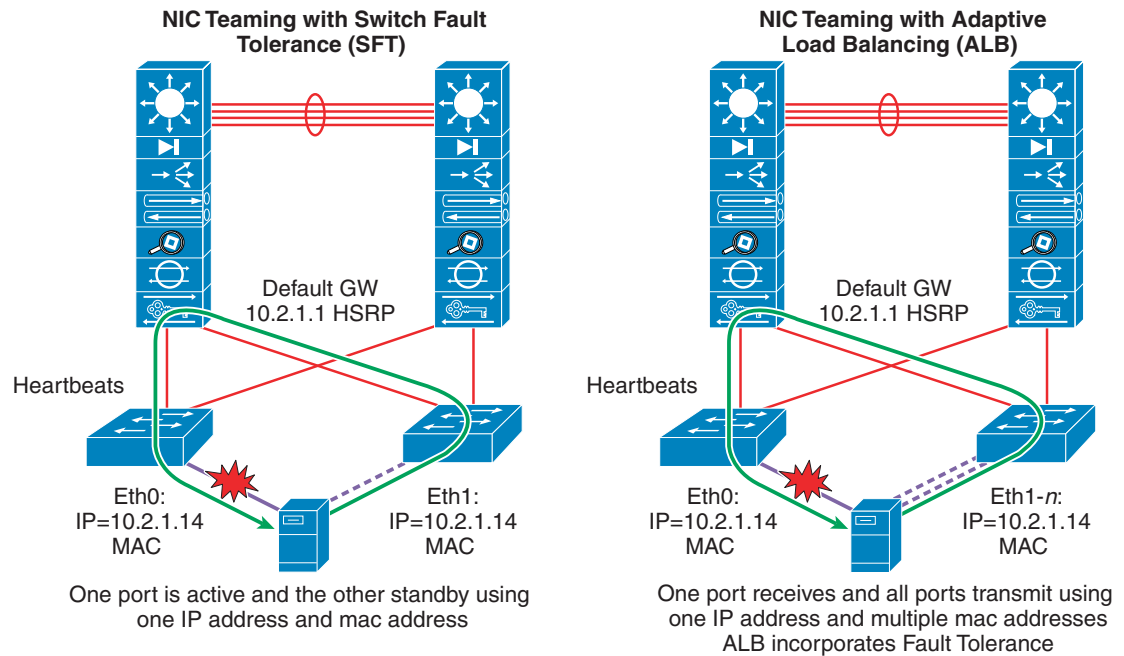 NIC Teaming with Switch Fault
Tolerance (SFT)
Default GW
10.2.1.1 HSRP
Heartbeats
Eth0:
IP=10.2.1.14
MAC
Eth1:
IP=10.2.1.14
MAC
One port is active and the other standby using
one IP address and mac address
NIC Teaming with Adaptive
Load Balancing (ALB)
Default GW
10.2.1.1 HSRP
Heartbeats
Eth0:
IP=10.2.1.14
MAC
Eth1-n:
IP=10.2.1.14
MAC
One port receives and all ports transmit using
one IP address and multiple mac addresses
ALB incorporates Fault Tolerance